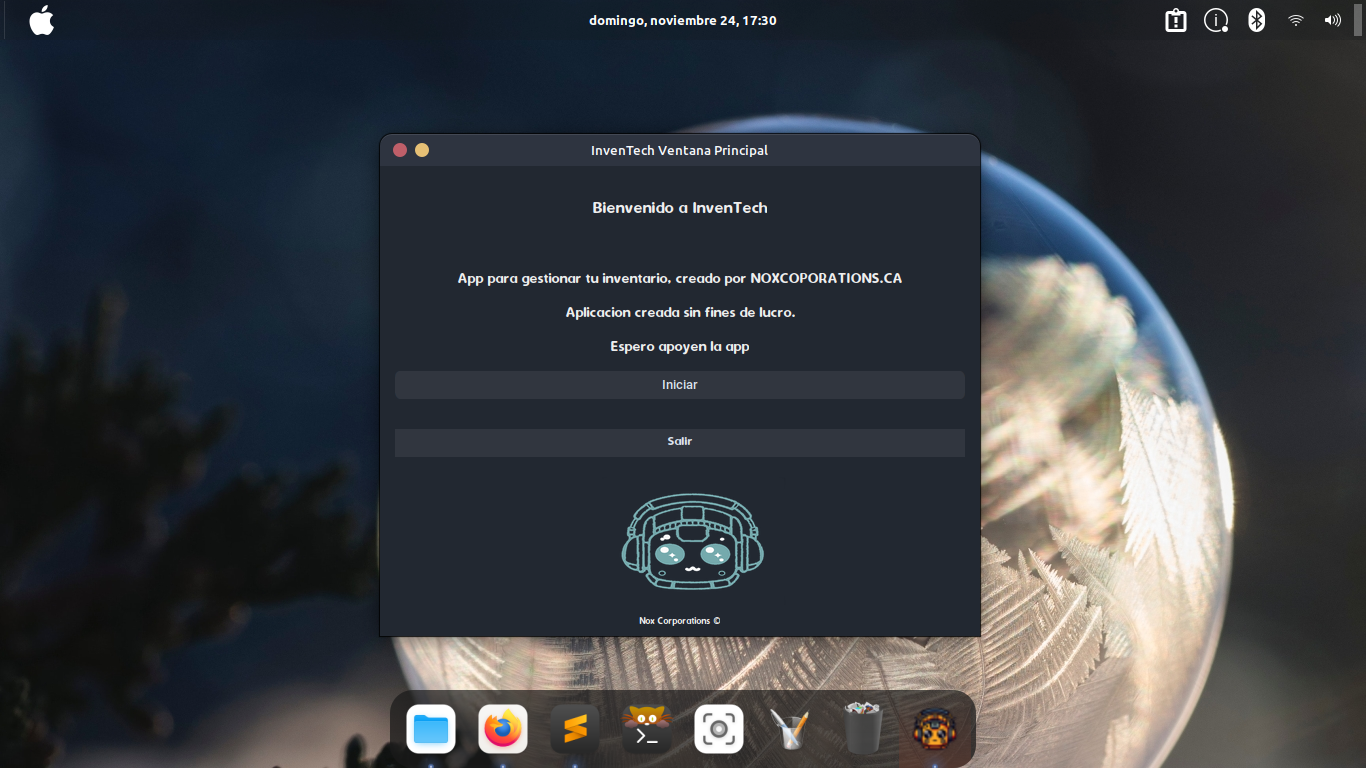 domingo, noviembre 24, 17:30
InvenTech Ventana Principal
Bienvenido a InvenTech
App para gestionar tu inventario, creado por NOXCOPORATIONS.CA
Aplicacion creada sin fines de lucro.
Espero apoyen la app
Iniciar
Salir
Nox Corporations ©